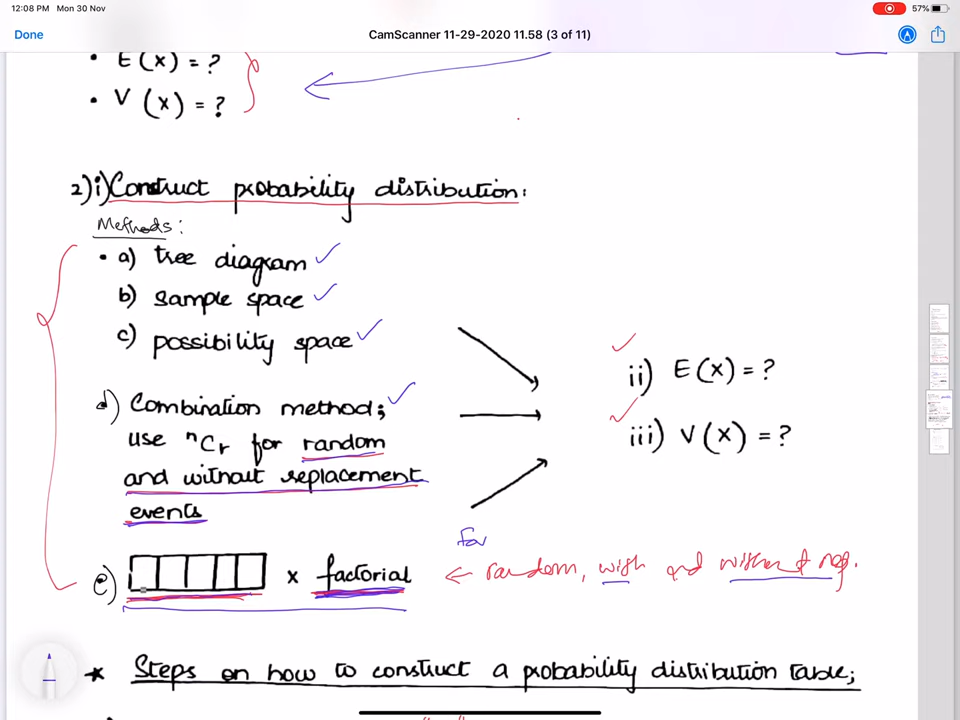 12:08 PM Mon 30 Nov
57%
Done
CamScanner 11-29-2020 11.58 (3 of 11)
• E(x) = ?
• V(x) = ?
2)i) Construct probability distribution:
Methods:
• a) tree diagram ✓
b) sample space ✓
c) possibility space ✓
ii) E(x) = ?
d) Combination method; ✓
iii) V(x) = ?
use nCr for random
and without replacement
events
for
e) x factorial ← random, with and without rep.
* Steps on how to construct a probability distribution table;